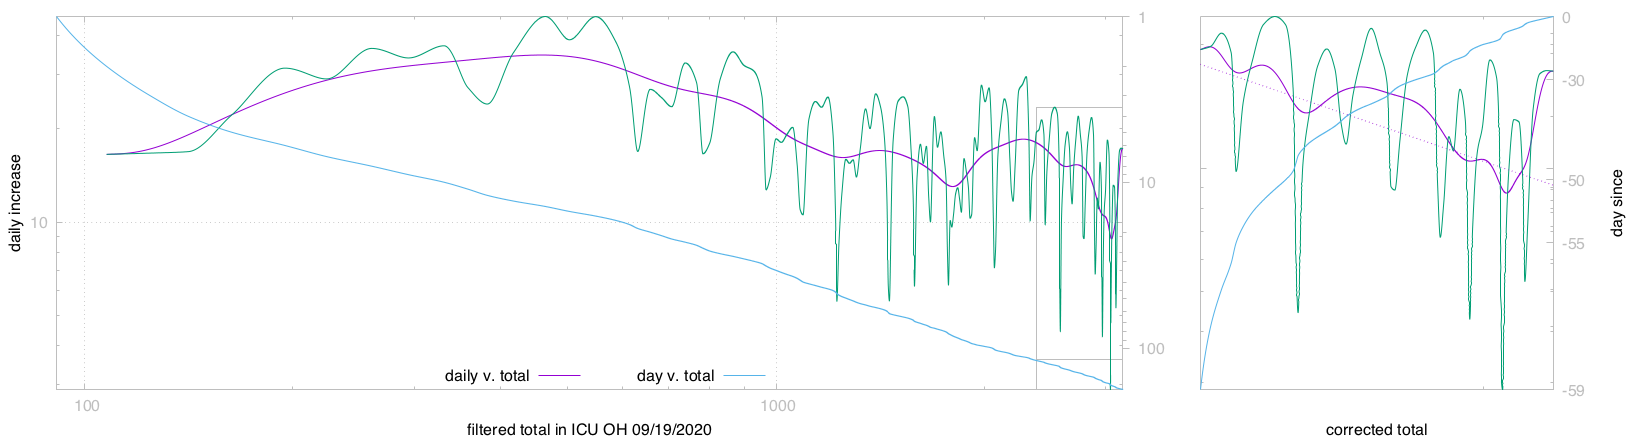 daily increase
10
daily v. total
day v. total
100
1000
filtered total in ICU OH 09/19/2020
1
10
100
0
-30
-50
-55
-59
day since
corrected total